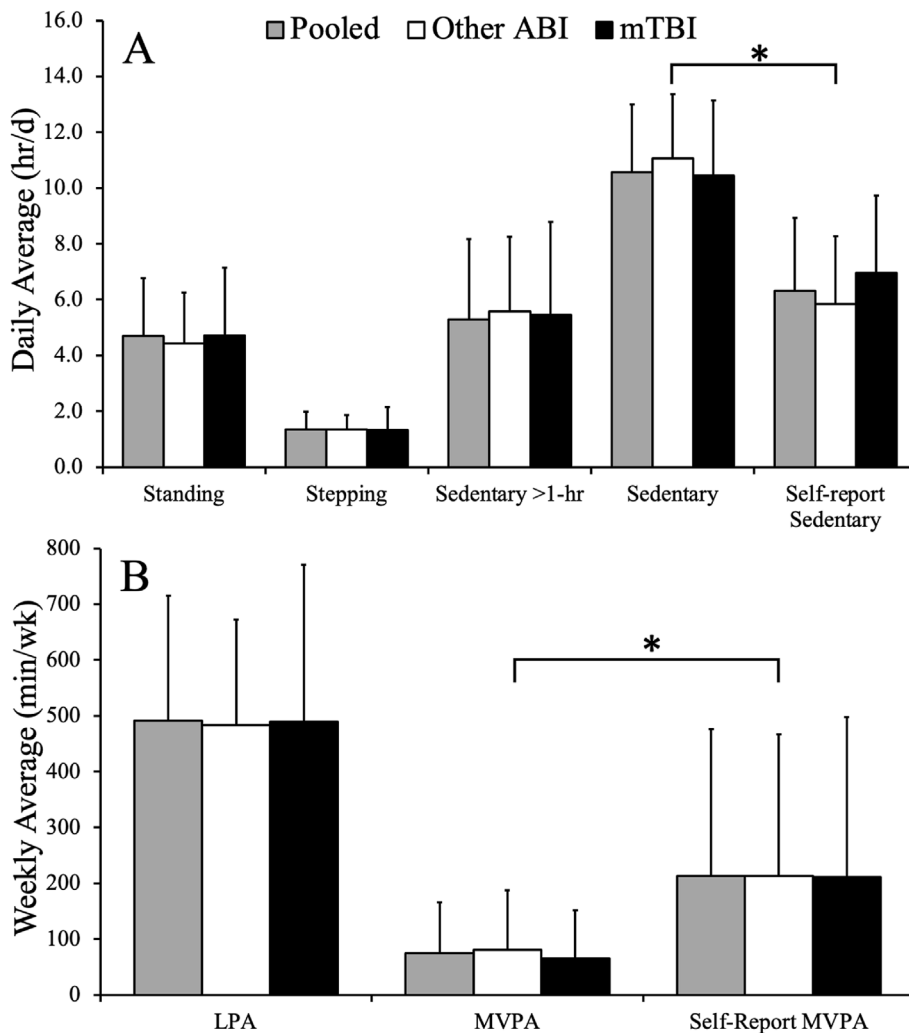 A
Pooled Other ABI mTBI
*
Daily Average (hr/d)
16.0
14.0
12.0
10.0
8.0
6.0
4.0
2.0
0.0
Standing Stepping Sedentary >1-hr Sedentary Self-report
Sedentary
B
*
Weekly Average (min/wk)
800
700
600
500
400
300
200
100
0
LPA MVPA Self-Report MVPA